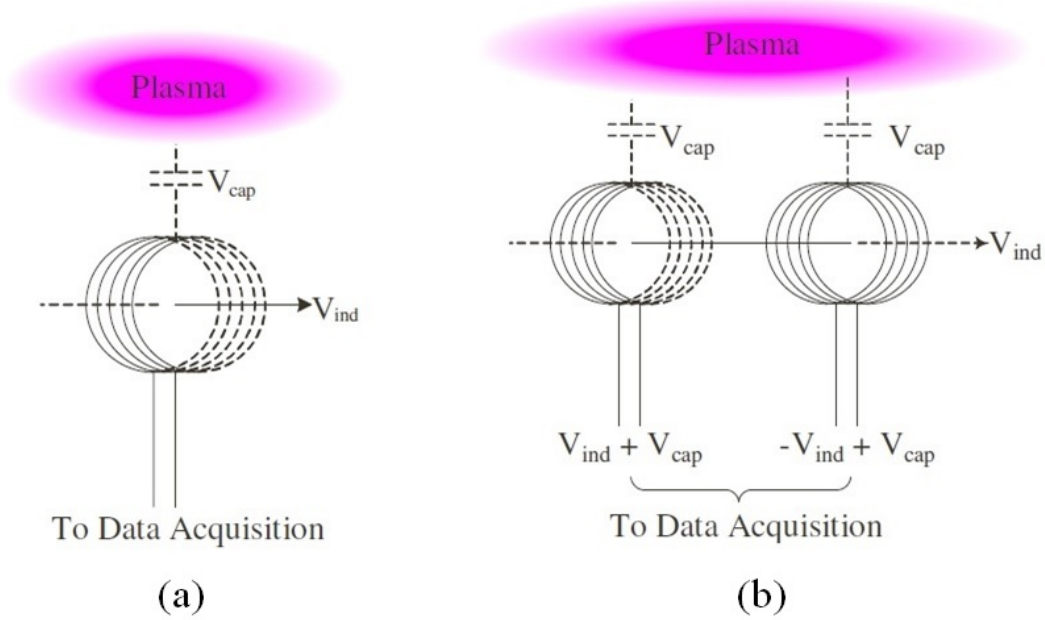 Plasma
V_cap
V_ind
To Data Acquisition
(a)
Plasma
V_cap V_cap
V_ind
V_ind + V_cap -V_ind + V_cap
To Data Acquisition
(b)